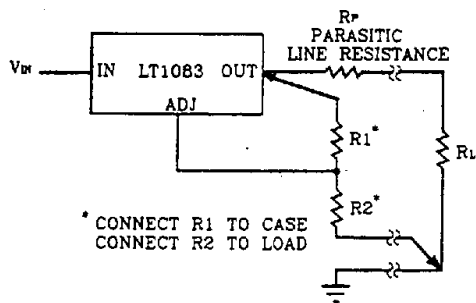 RP
PARASITIC
LINE RESISTANCE
VIN
IN LT1083 OUT
ADJ
R1*
RL
R2*
* CONNECT R1 TO CASE
CONNECT R2 TO LOAD